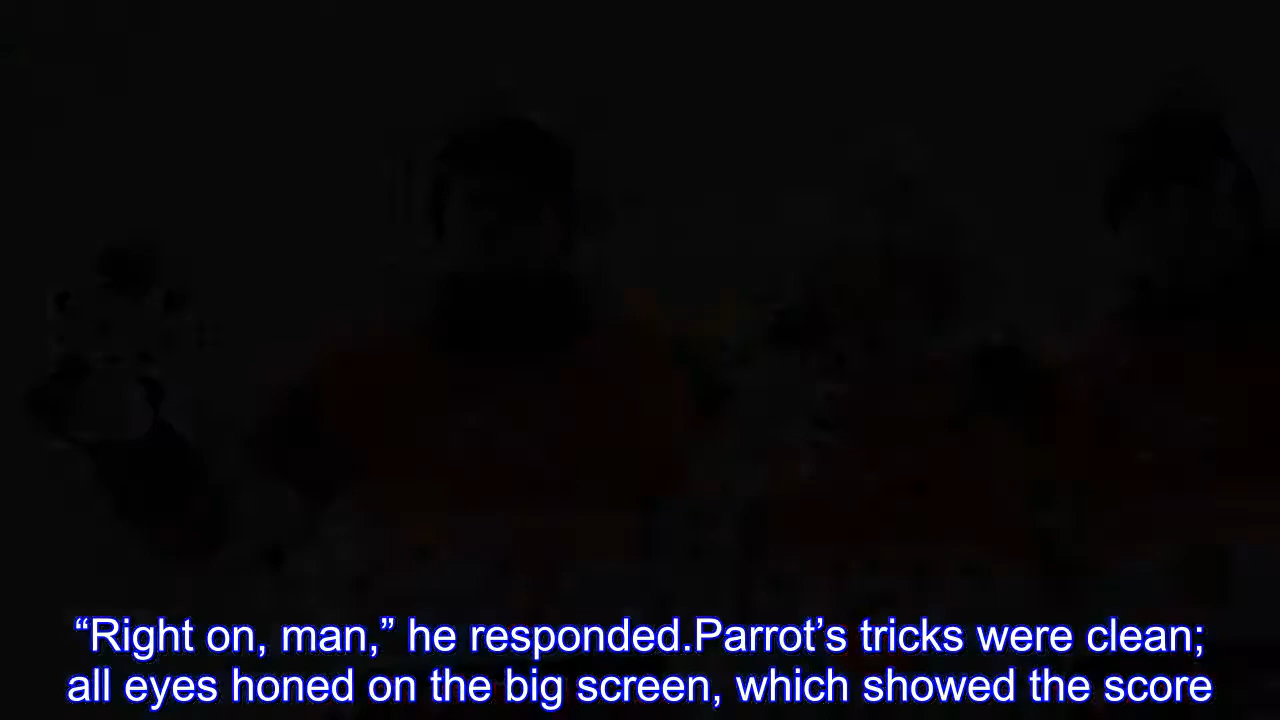 “Right on, man,” he responded.Parrot’s tricks were clean;
all eyes honed on the big screen, which showed the score